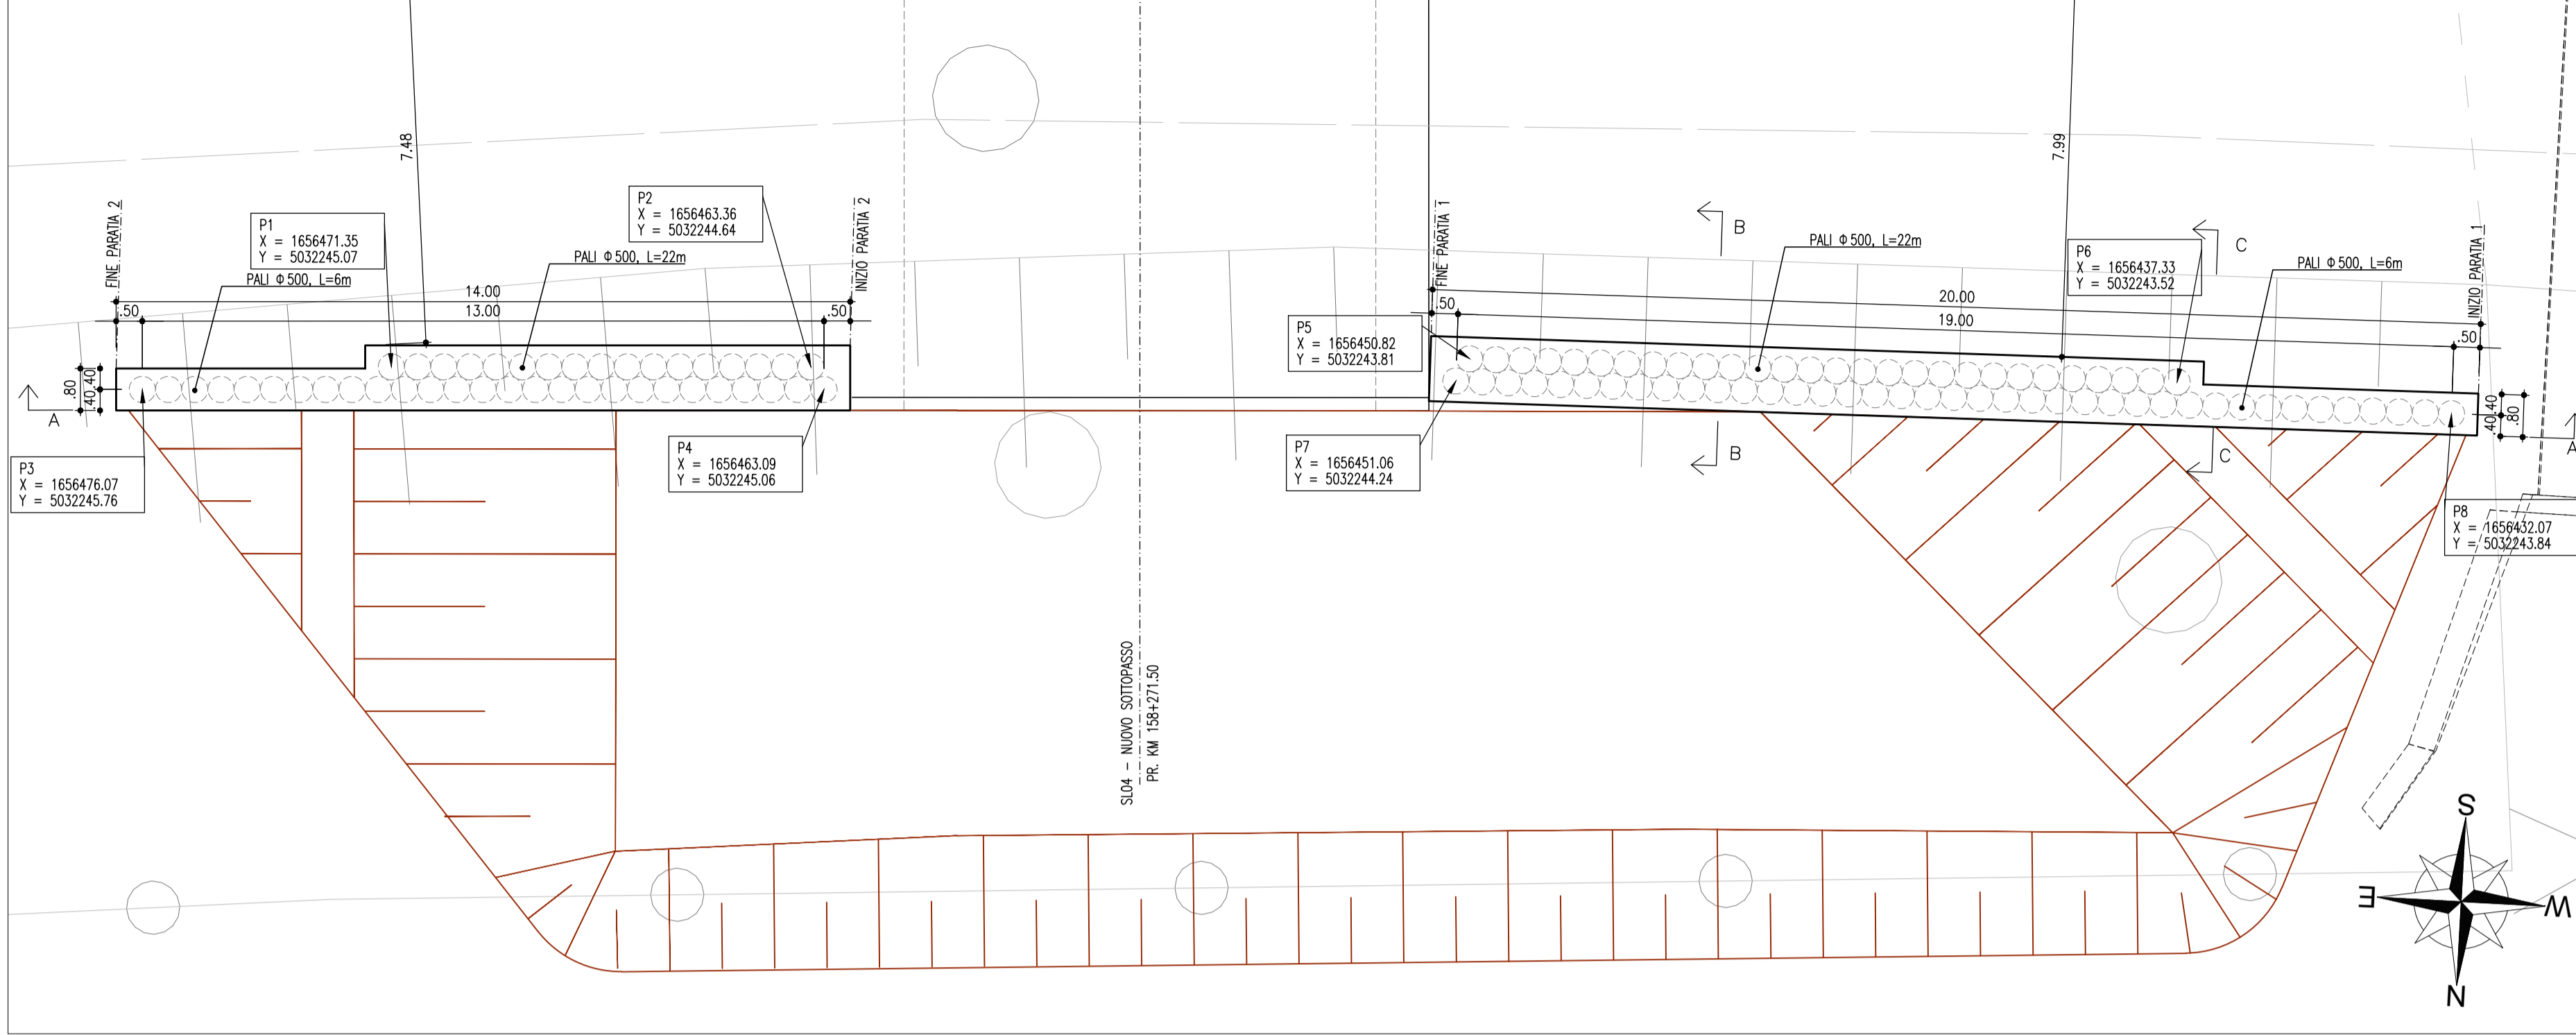 7.48
7.99
FINE PARATIA 2
P1
X = 1656471.35
Y = 5032245.07
PALI Φ500, L=6m
P2
X = 1656463.36
Y = 5032244.64
PALI Φ500, L=22m
INIZIO PARATIA 2
14.00
.50
13.00
.50
.80
.40
.40
A
P3
X = 1656476.07
Y = 5032245.76
P4
X = 1656463.09
Y = 5032245.06
FINE PARATIA 1
B
PALI Φ500, L=22m
P6
X = 1656437.33
Y = 5032243.52
C
PALI Φ500, L=6m
INIZIO PARATIA 1
20.00
.50
19.00
.50
P5
X = 1656450.82
Y = 5032243.81
P7
X = 1656451.06
Y = 5032244.24
B
C
.40
.40
.80
A
P8
X = 1656432.07
Y = 5032243.84
SL04 - NUOVO SOTTOPASSO
PR. KM 158+271.50
S
E
W
N